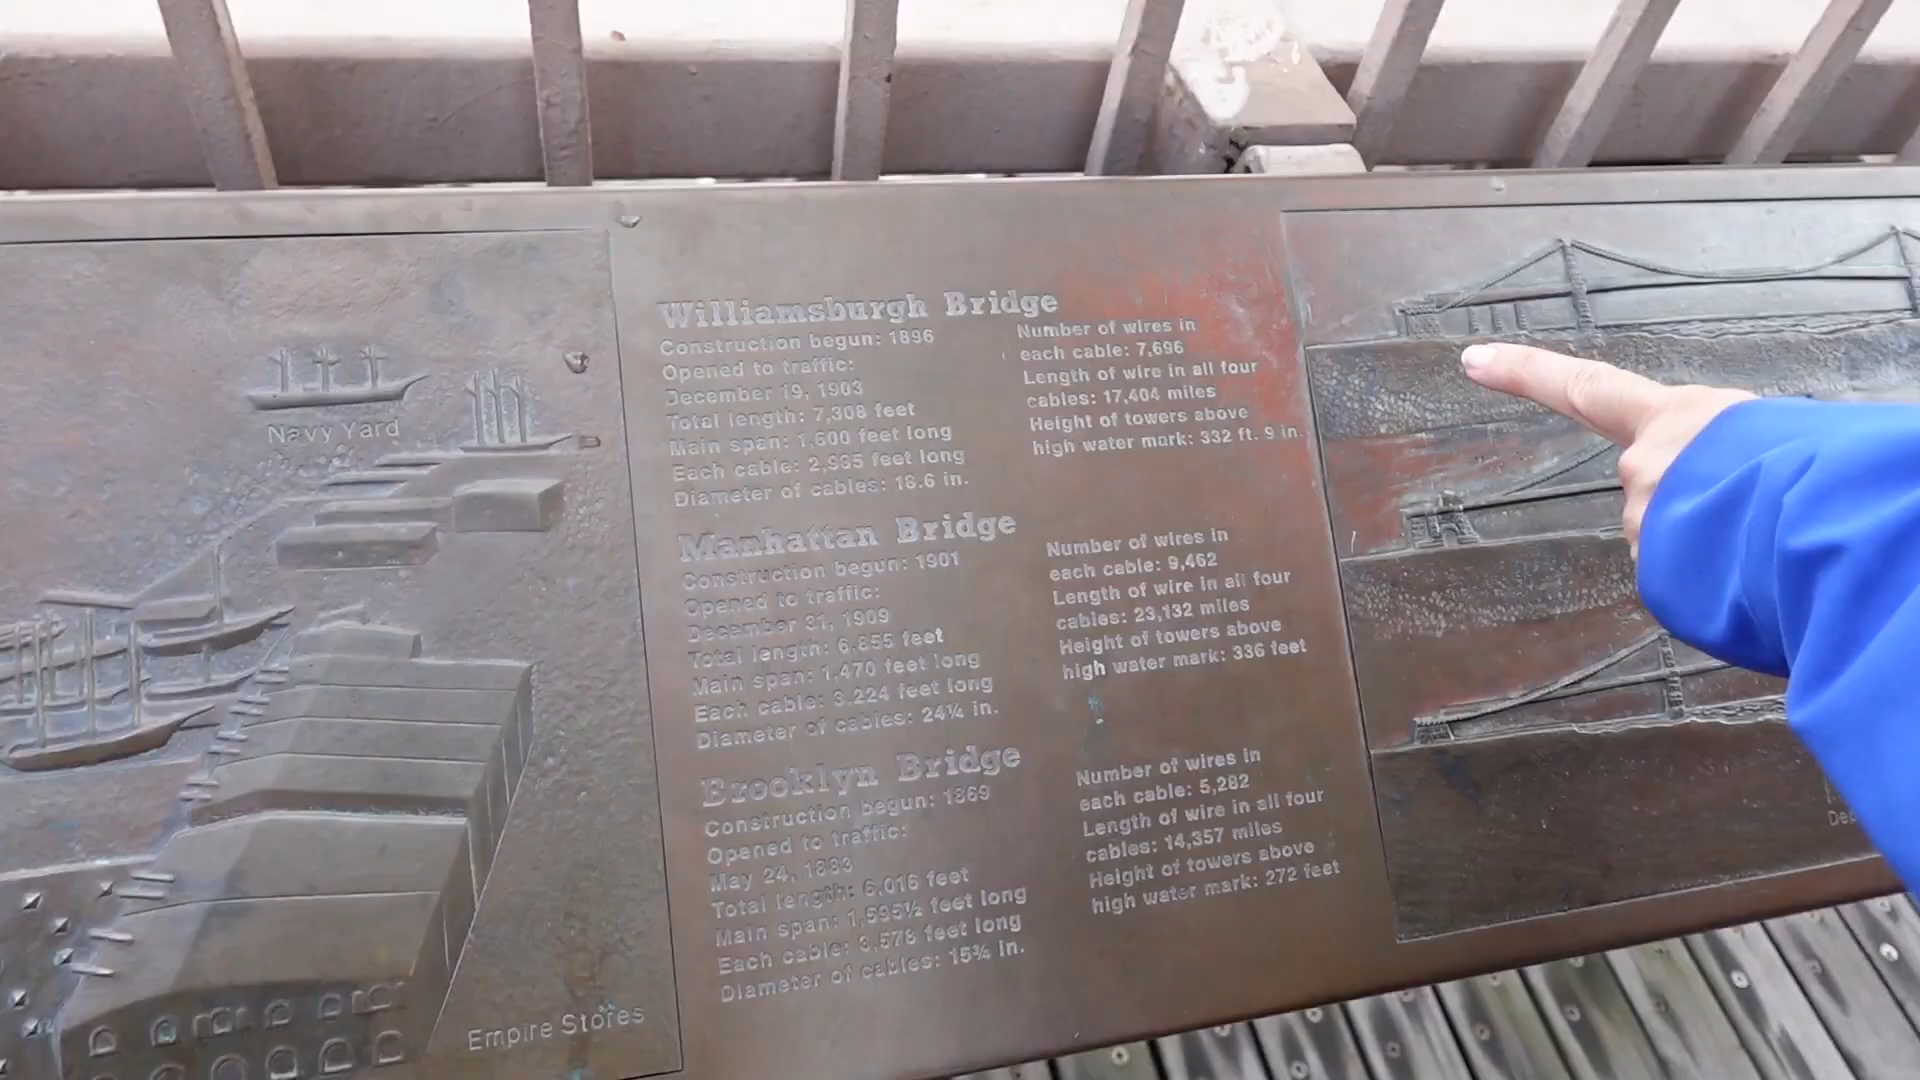 Navy Yard
Empire Stores
Williamsburgh Bridge
Construction begun: 1896
Opened to traffic:
December 19, 1903
Total length: 7,308 feet
Main span: 1,600 feet long
Each cable: 2,985 feet long
Diameter of cables: 18.6 in.
Number of wires in
each cable: 7,696
Length of wire in all four
cables: 17,404 miles
Height of towers above
high water mark: 332 ft. 9 in.
Manhattan Bridge
Construction begun: 1901
Opened to traffic:
December 31, 1909
Total length: 6,855 feet
Main span: 1,470 feet long
Each cable: 3,224 feet long
Diameter of cables: 24¼ in.
Number of wires in
each cable: 9,462
Length of wire in all four
cables: 23,132 miles
Height of towers above
high water mark: 336 feet
Brooklyn Bridge
Construction begun: 1869
Opened to traffic:
May 24, 1883
Total length: 6,016 feet
Main span: 1,595½ feet long
Each cable: 3,578 feet long
Diameter of cables: 15¾ in.
Number of wires in
each cable: 5,282
Length of wire in all four
cables: 14,357 miles
Height of towers above
high water mark: 272 feet